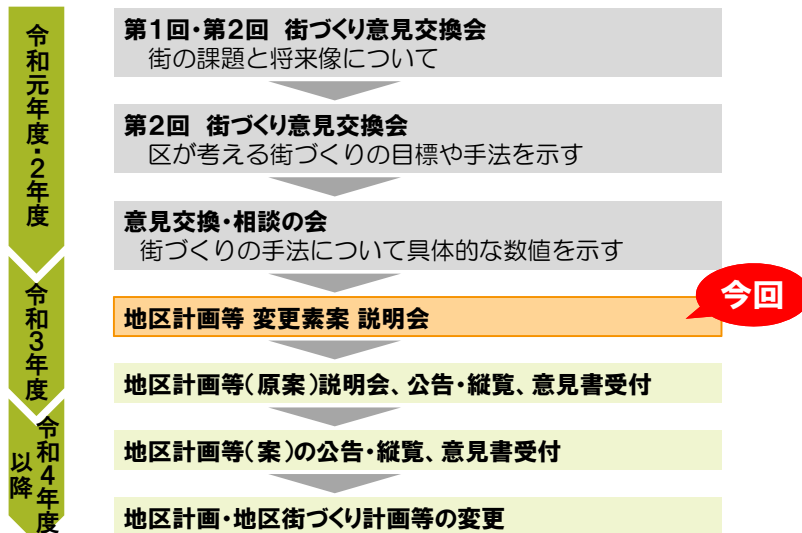 令和元年度・2年度
第1回・第2回 街づくり意見交換会
街の課題と将来像について
第2回 街づくり意見交換会
区が考える街づくりの目標や手法を示す
意見交換・相談の会
街づくりの手法について具体的な数値を示す
令和3年度
地区計画等 変更素案 説明会
今回
地区計画等(原案)説明会、公告・縦覧、意見書受付
令和4年度
以降
地区計画等(案)の公告・縦覧、意見書受付
地区計画・地区街づくり計画等の変更